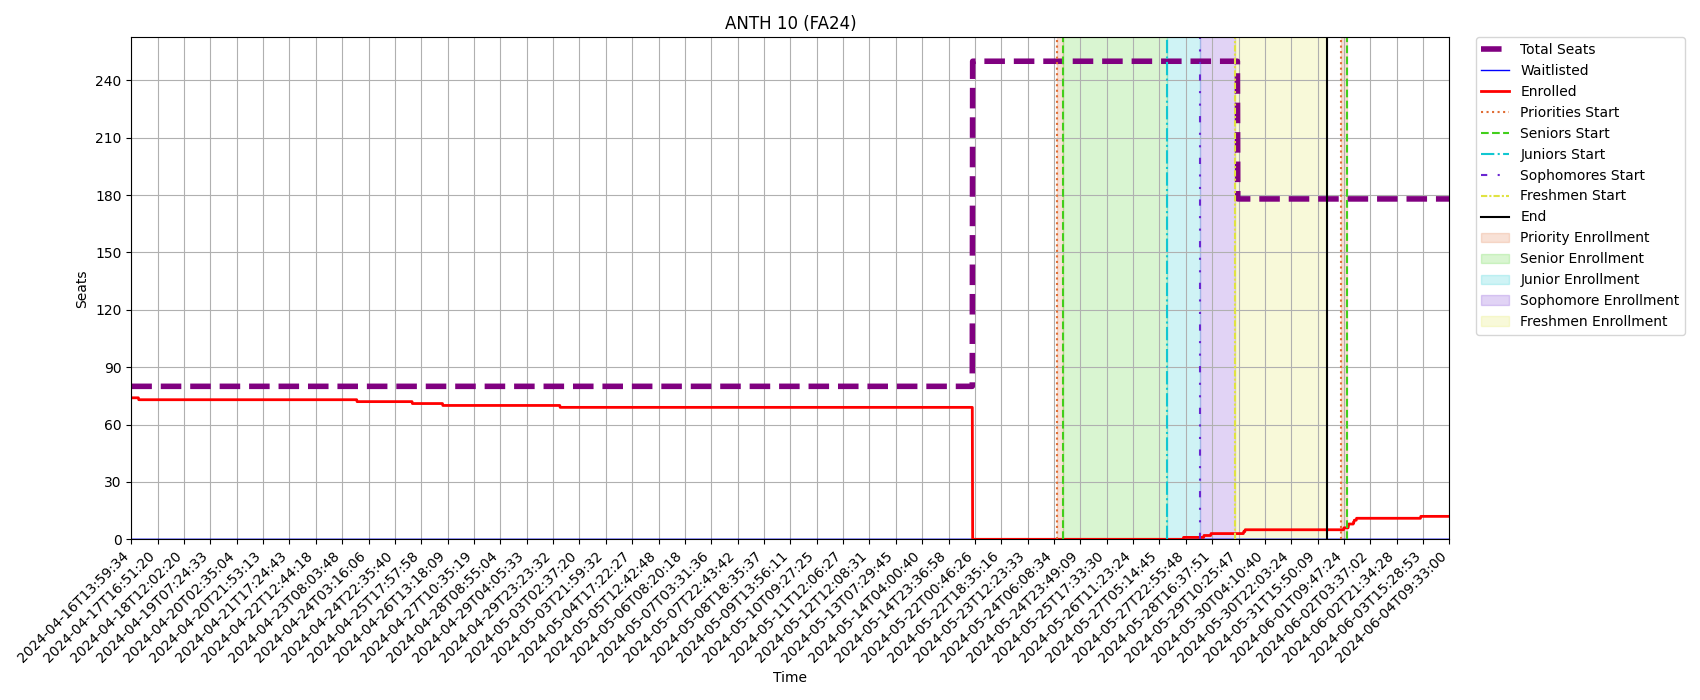 ANTH 10 (FA24)
Total Seats
Waitlisted
Enrolled
Priorities Start
Seniors Start
Juniors Start
Sophomores Start
Freshmen Start
End
Priority Enrollment
Senior Enrollment
Junior Enrollment
Sophomore Enrollment
Freshmen Enrollment
Seats
240
210
180
150
120
90
60
30
0
2024-04-16T13:59:34
2024-04-17T16:51:20
2024-04-18T12:02:20
2024-04-19T07:24:33
2024-04-20T02:35:04
2024-04-20T21:53:13
2024-04-21T17:24:43
2024-04-22T12:44:18
2024-04-23T08:03:48
2024-04-24T03:16:06
2024-04-24T22:35:40
2024-04-25T17:57:58
2024-04-26T13:18:09
2024-04-27T10:35:19
2024-04-28T08:55:04
2024-04-29T04:05:33
2024-04-29T23:23:32
2024-05-03T02:37:20
2024-05-03T21:59:32
2024-05-04T17:22:27
2024-05-05T12:42:48
2024-05-06T08:20:18
2024-05-07T03:31:36
2024-05-07T22:43:42
2024-05-08T18:35:37
2024-05-09T13:56:11
2024-05-10T09:27:25
2024-05-11T12:06:27
2024-05-12T12:08:31
2024-05-13T07:29:45
2024-05-14T04:00:40
2024-05-14T23:36:58
2024-05-22T00:46:26
2024-05-22T18:35:16
2024-05-23T12:23:33
2024-05-24T06:08:34
2024-05-24T23:49:09
2024-05-25T17:33:30
2024-05-26T11:23:24
2024-05-27T05:14:45
2024-05-27T22:55:48
2024-05-28T16:37:51
2024-05-29T10:25:47
2024-05-30T04:10:40
2024-05-30T22:03:24
2024-05-31T15:50:09
2024-06-01T09:47:24
2024-06-02T03:37:02
2024-06-02T21:34:28
2024-06-03T15:28:53
2024-06-04T09:33:00
Time